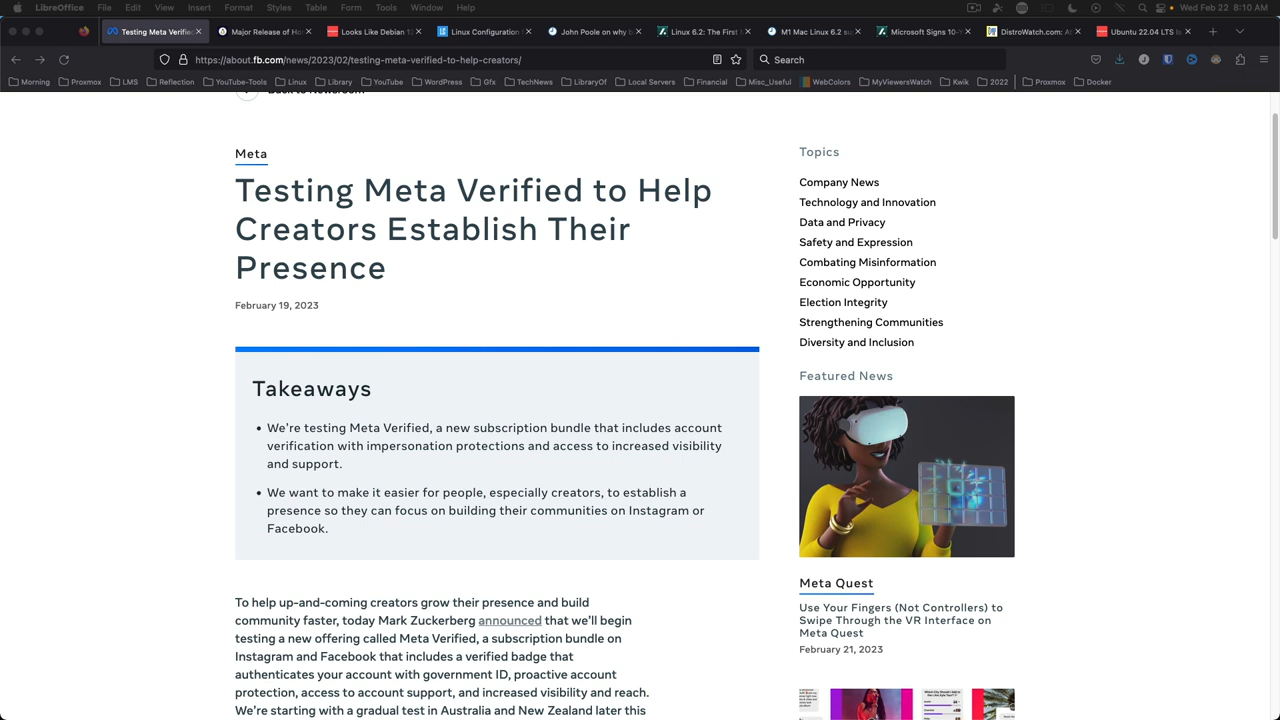 LibreOffice File Edit View Insert Format Styles Table Form Tools Window Help Wed Feb 22 8:10 AM
Testing Meta Verifie Major Release of Ho Looks Like Debian 12 Linux Configuration John Poole on why b Linux 6.2: The First M1 Mac Linux 6.2 su Microsoft Signs 10-Y DistroWatch.com: Ubuntu 22.04 LTS is
https://about.fb.com/news/2023/02/testing-meta-verified-to-help-creators/ Search
Morning Proxmox LMS Reflection YouTube-Tools Linux Library YouTube WordPress Gfx TechNews LibraryOf Local Servers Financial Misc_Useful WebColors MyViewersWatch Kwik 2022 Proxmox Docker
Back to Newsroom
Meta
Testing Meta Verified to Help
Creators Establish Their
Presence
February 19, 2023
Takeaways
• We're testing Meta Verified, a new subscription bundle that includes account
verification with impersonation protections and access to increased visibility
and support.
• We want to make it easier for people, especially creators, to establish a
presence so they can focus on building their communities on Instagram or
Facebook.
To help up-and-coming creators grow their presence and build
community faster, today Mark Zuckerberg announced that we'll begin
testing a new offering called Meta Verified, a subscription bundle on
Instagram and Facebook that includes a verified badge that
authenticates your account with government ID, proactive account
protection, access to account support, and increased visibility and reach.
We're starting with a gradual test in Australia and New Zealand later this
Topics
Company News
Technology and Innovation
Data and Privacy
Safety and Expression
Combating Misinformation
Economic Opportunity
Election Integrity
Strengthening Communities
Diversity and Inclusion
Featured News
Meta Quest
Use Your Fingers (Not Controllers) to
Swipe Through the VR Interface on
Meta Quest
February 21, 2023